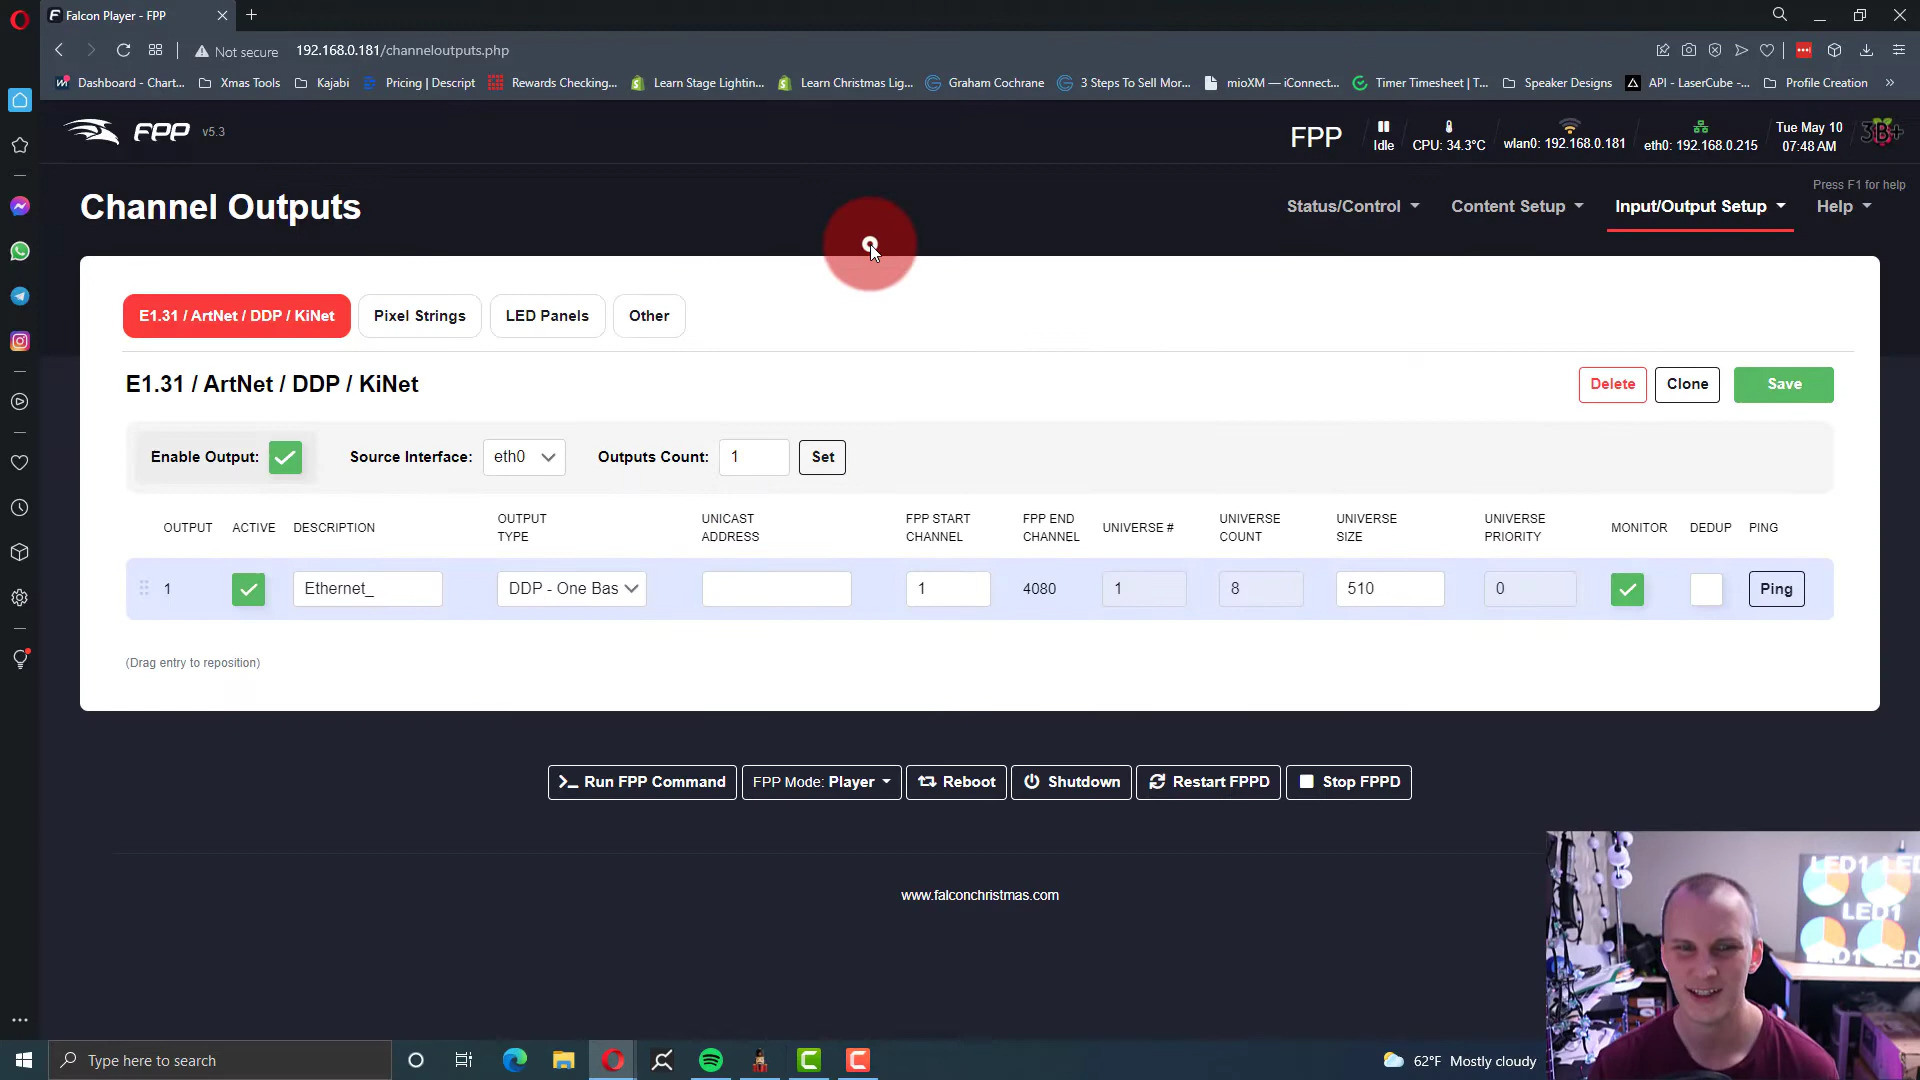 Falcon Player - FPP
Not secure 192.168.0.181/channeloutputs.php
Dashboard - Chart... Xmas Tools Kajabi Pricing | Descript Rewards Checking,... Learn Stage Lightin... Learn Christmas Lig... Graham Cochrane 3 Steps To Sell Mor... mioXM — iConnect... Timer Timesheet | T... Speaker Designs API - LaserCube -... Profile Creation »
FPP v5.3
FPP Idle CPU: 34.3°C wlan0: 192.168.0.181 eth0: 192.168.0.215 Tue May 10 07:48 AM 3B+
Press F1 for help
Channel Outputs
Status/Control Content Setup Input/Output Setup Help
E1.31 / ArtNet / DDP / KiNet Pixel Strings LED Panels Other
E1.31 / ArtNet / DDP / KiNet
Delete Clone Save
Enable Output: Source Interface: eth0 Outputs Count: 1 Set
OUTPUT ACTIVE DESCRIPTION OUTPUT TYPE UNICAST ADDRESS FPP START CHANNEL FPP END CHANNEL UNIVERSE # UNIVERSE COUNT UNIVERSE SIZE UNIVERSE PRIORITY MONITOR DEDUP PING
1 Ethernet_ DDP - One Bas 1 4080 1 8 510 0 Ping
(Drag entry to reposition)
Run FPP Command FPP Mode: Player Reboot Shutdown Restart FPPD Stop FPPD
www.falconchristmas.com
LED1 LED
LED1
Type here to search
62°F Mostly cloudy